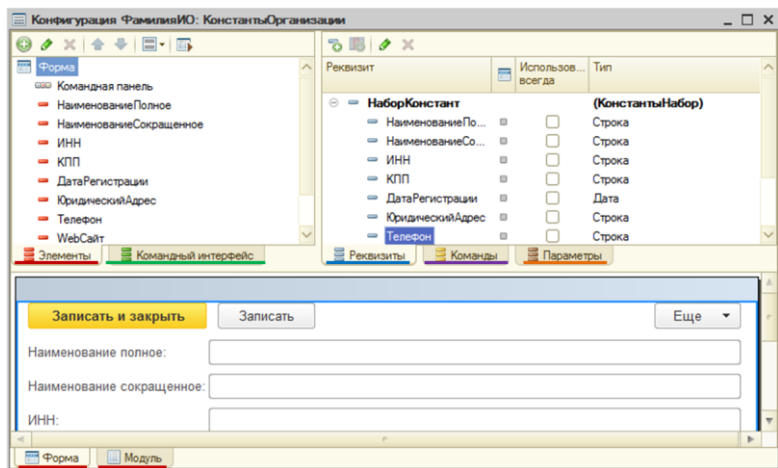 Конфигурация ФамилияИО: КонстантыОрганизации
Форма
Командная панель
НаименованиеПолное
НаименованиеСокращенное
ИНН
КПП
ДатаРегистрации
ЮридическийАдрес
Телефон
WebСайт
Элементы Командный интерфейс
Реквизит Использов... всегда Тип
НаборКонстант (КонстантыНабор)
НаименованиеПо... Строка
НаименованиеСо... Строка
ИНН Строка
КПП Строка
ДатаРегистрации Дата
ЮридическийАдрес Строка
Телефон Строка
Реквизиты Команды Параметры
Записать и закрыть Записать Еще
Наименование полное:
Наименование сокращенное:
ИНН:
Форма Модуль